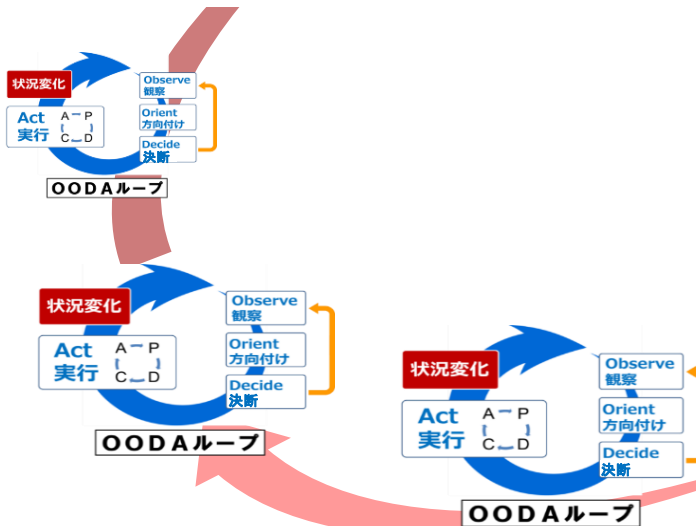 状況変化
Observe
観察
Act
実行
A P
C D
Orient
方向付け
Decide
決断
OODAループ
状況変化
Observe
観察
Act
実行
A P
C D
Orient
方向付け
Decide
決断
OODAループ
状況変化
Observe
観察
Act
実行
A P
C D
Orient
方向付け
Decide
決断
OODAループ